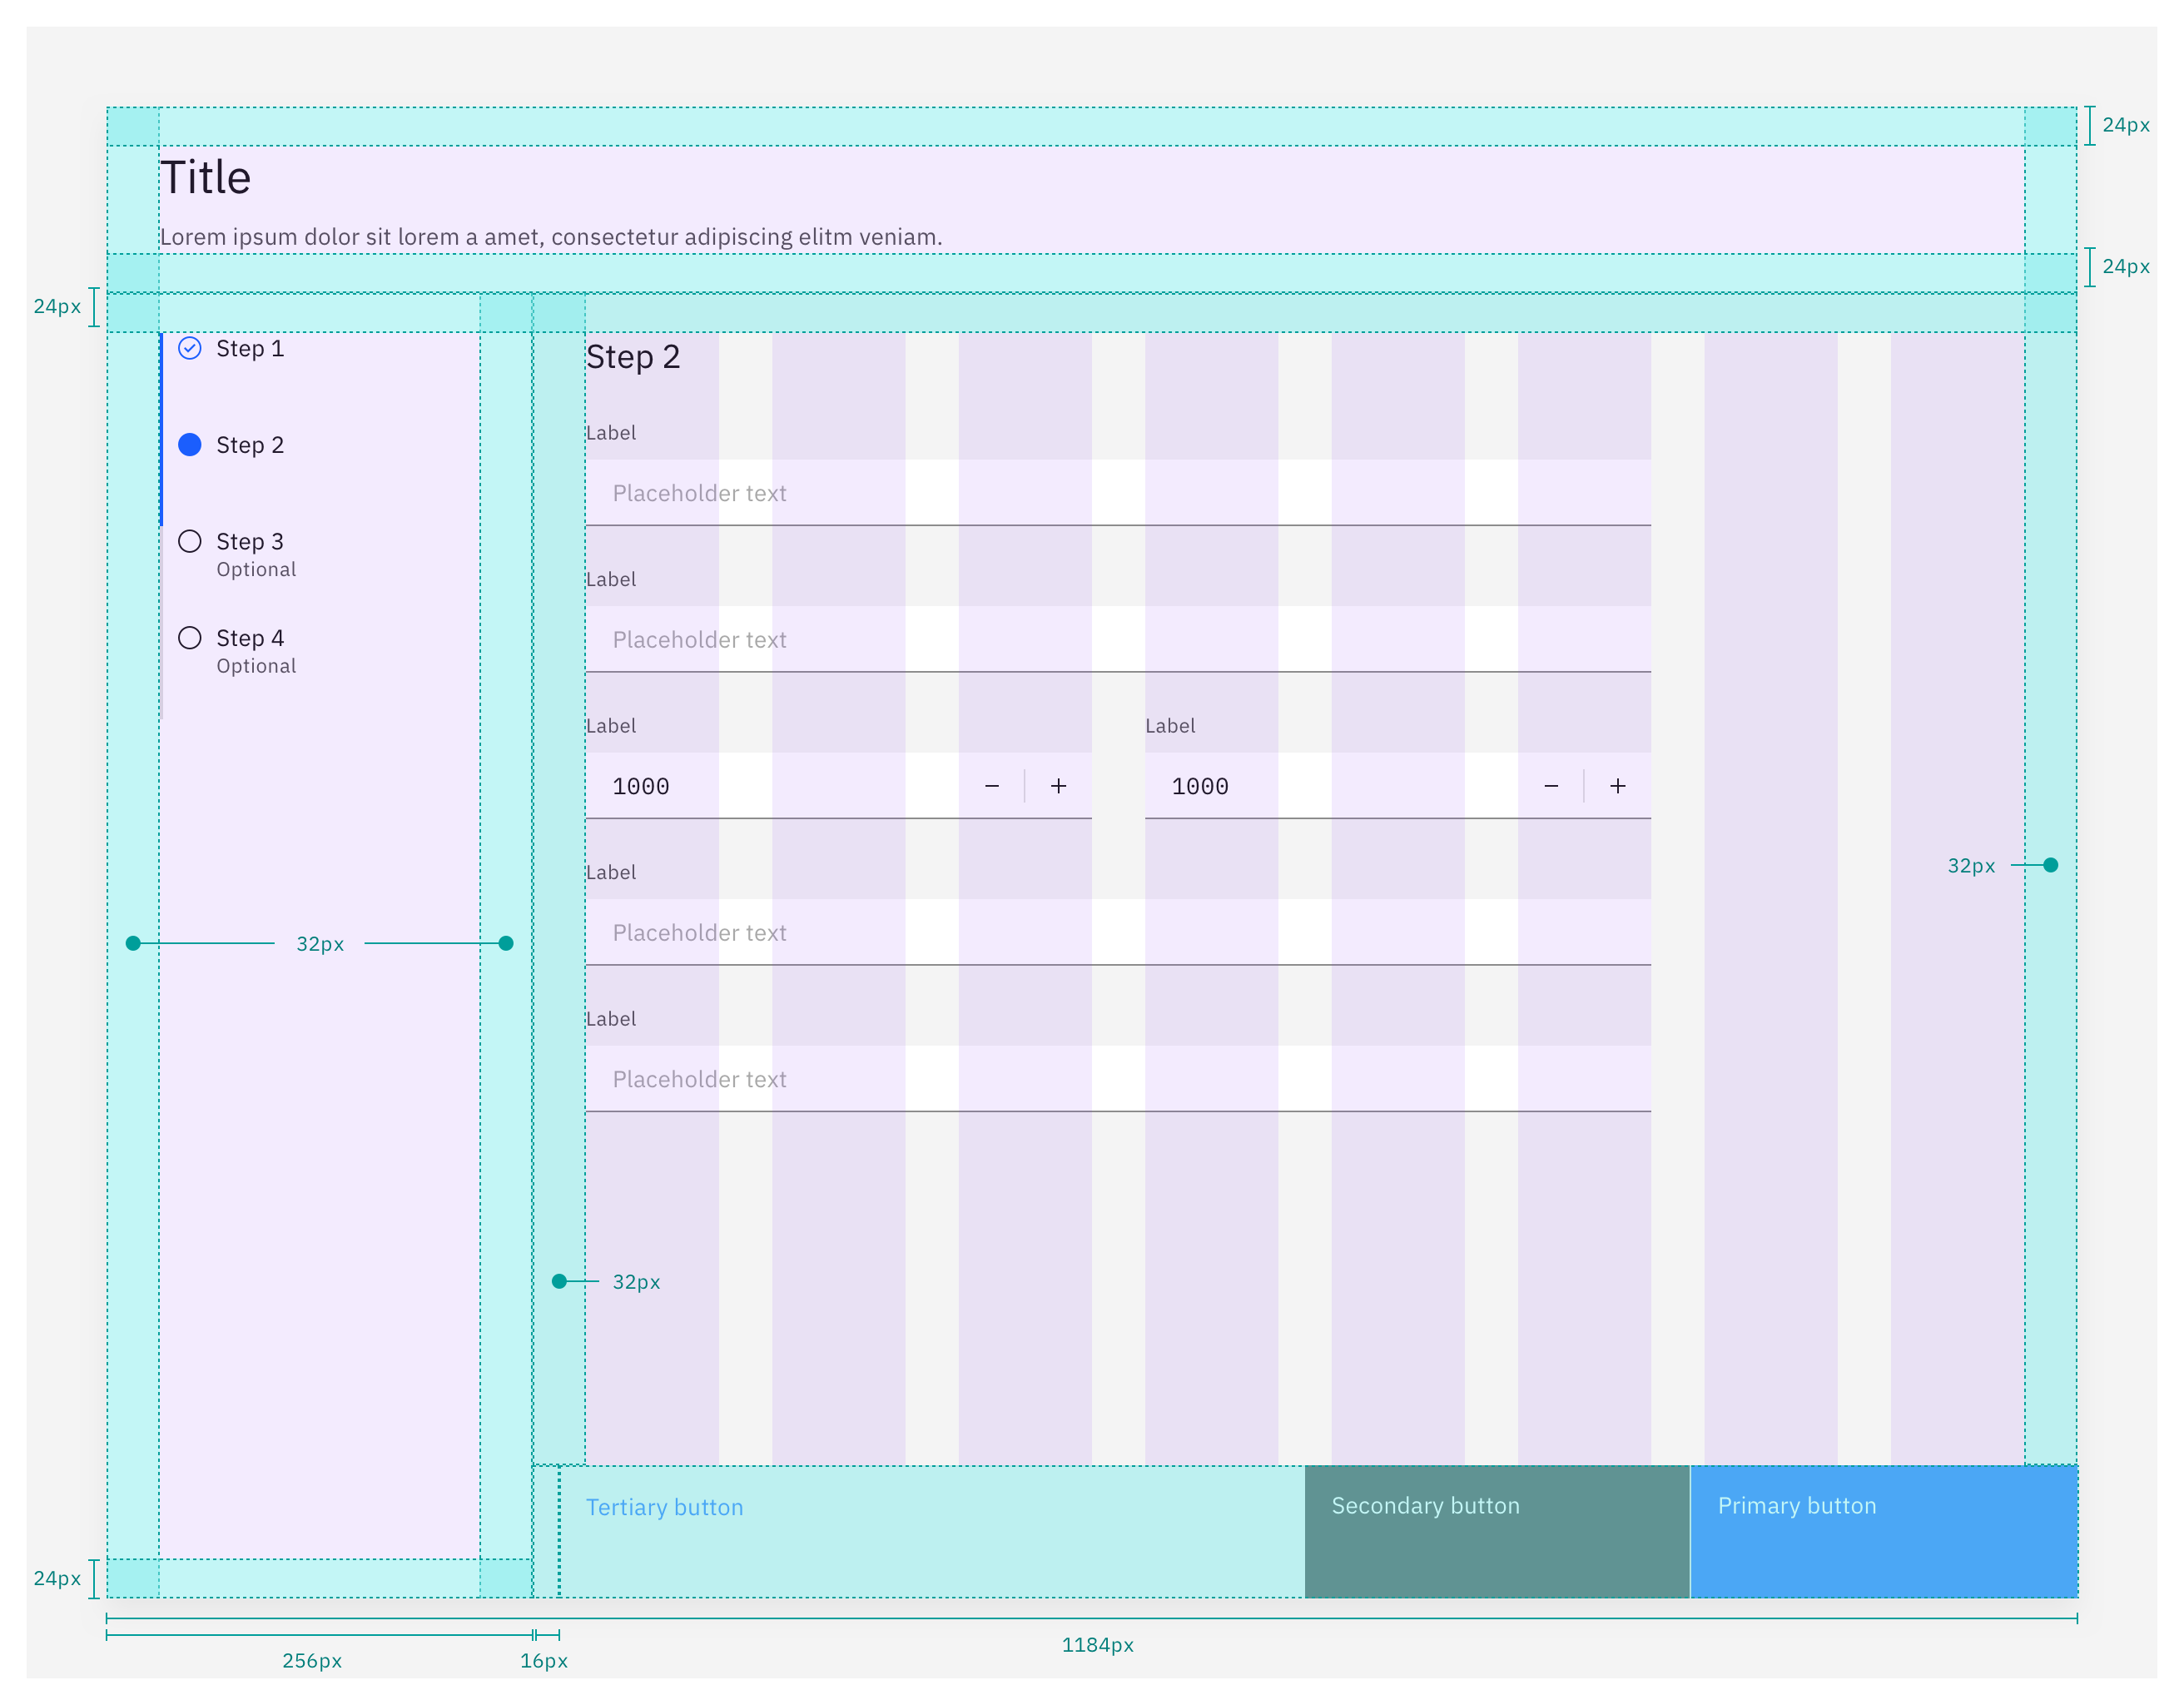 24px
Title
Lorem ipsum dolor sit lorem a amet, consectetur adipiscing elitm veniam.
24px
24px
Step 1
Step 2
Step 3
Optional
Step 4
Optional
32px
Step 2
Label
Placeholder text
Label
Placeholder text
Label
Label
1000
1000
Label
Placeholder text
Label
Placeholder text
32px
32px
Tertiary button
Secondary button
Primary button
24px
1184px
256px
16px